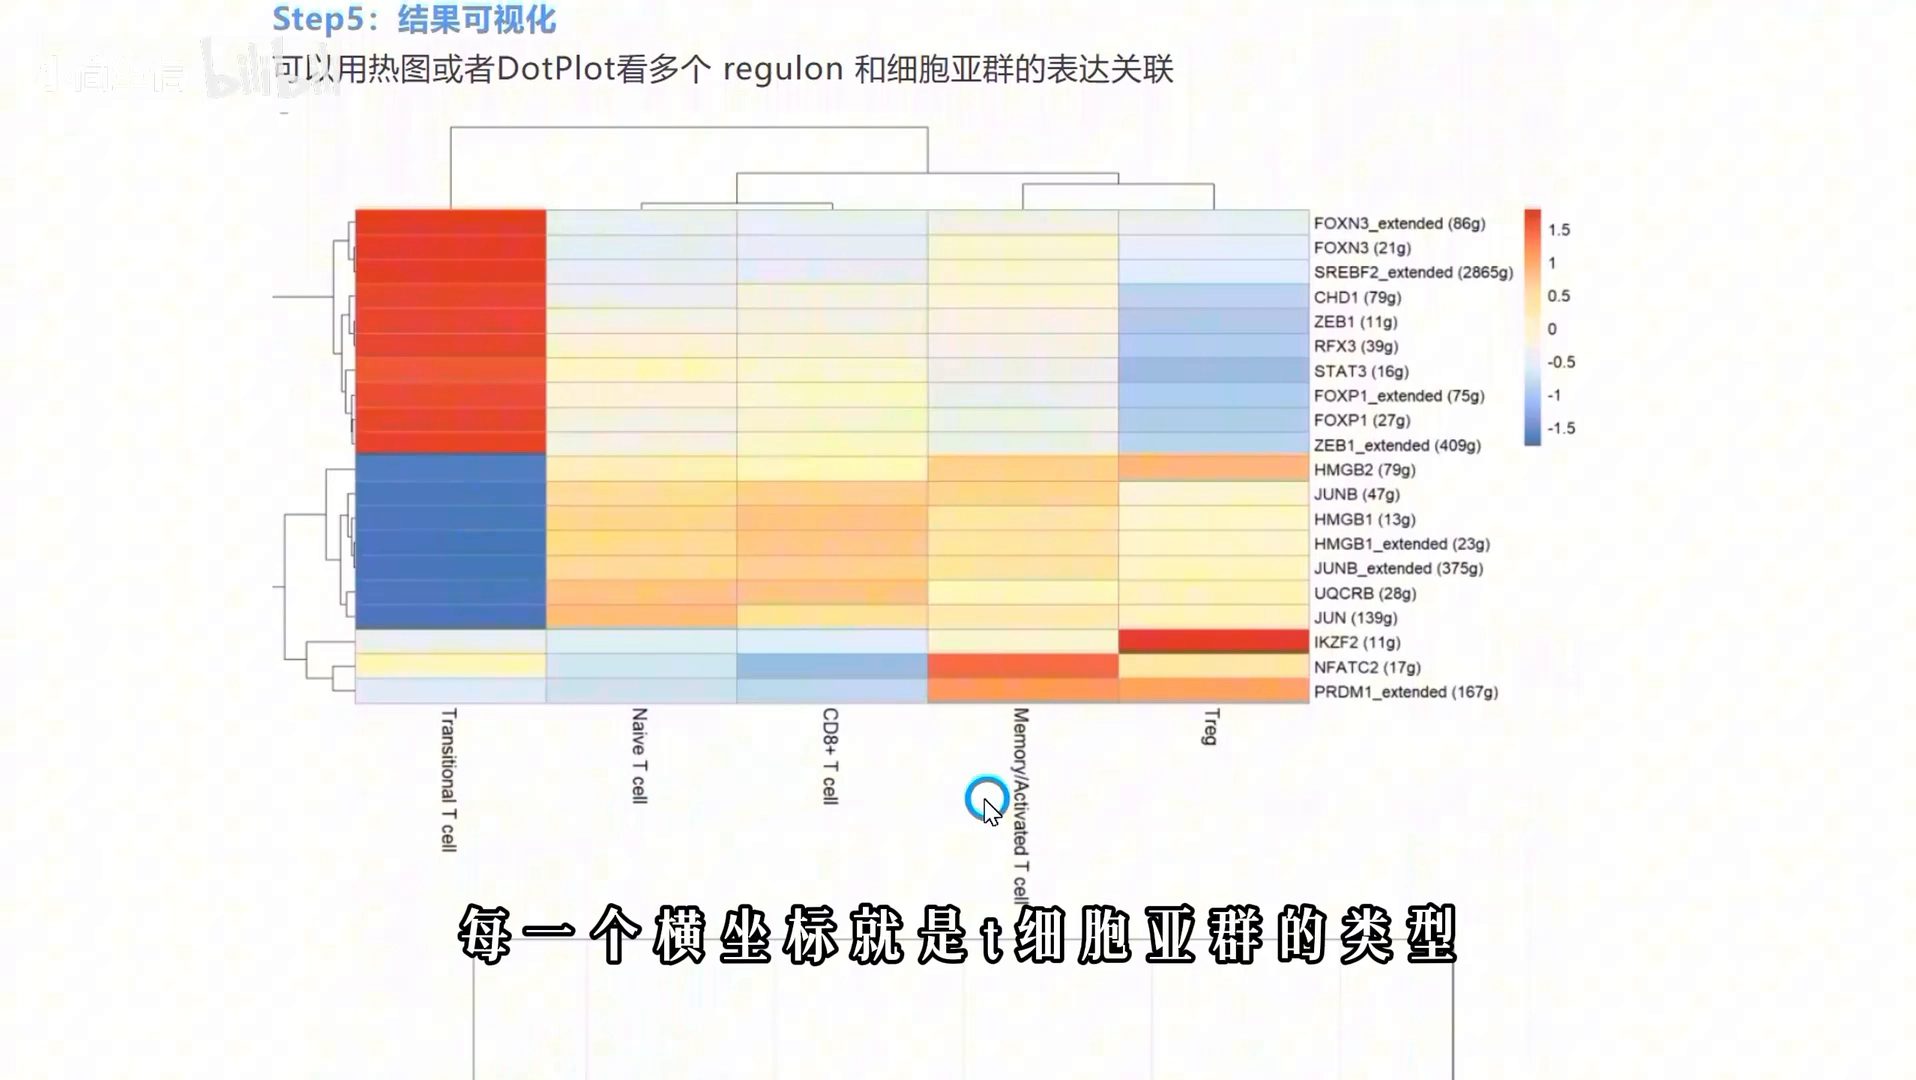 Step5：结果可视化
bilibili
可以用热图或者DotPlot看多个 regulon 和细胞亚群的表达关联
FOXN3_extended (86g)
FOXN3 (21g)
SREBF2_extended (2865g)
CHD1 (79g)
ZEB1 (11g)
RFX3 (39g)
STAT3 (16g)
FOXP1_extended (75g)
FOXP1 (27g)
ZEB1_extended (409g)
HMGB2 (79g)
JUNB (47g)
HMGB1 (13g)
HMGB1_extended (23g)
JUNB_extended (375g)
UQCRB (28g)
JUN (139g)
IKZF2 (11g)
NFATC2 (17g)
PRDM1_extended (167g)
1.5
1
0.5
0
-0.5
-1
-1.5
Transitional T cell
Naive T cell
CD8+ T cell
Memory/Activated T cell
Treg
每一个横坐标就是t细胞亚群的类型